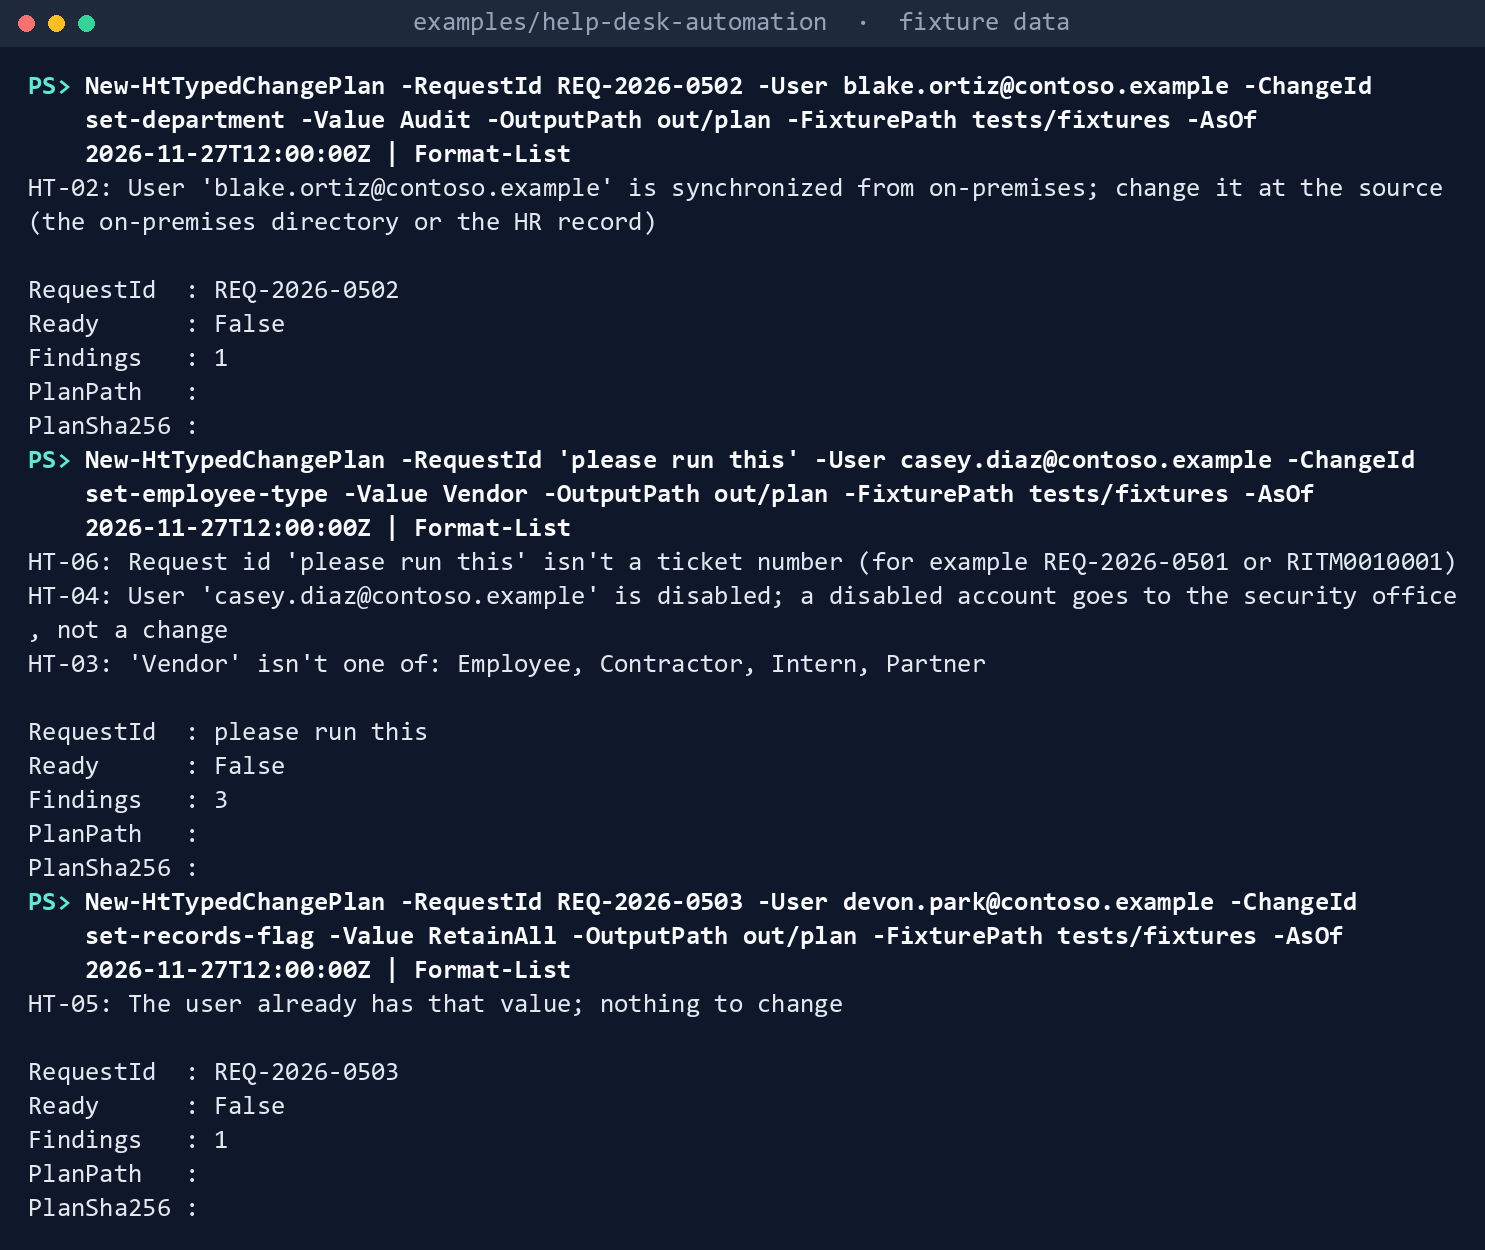 examples/help-desk-automation · fixture data
PS> New-HtTypedChangePlan -RequestId REQ-2026-0502 -User blake.ortiz@contoso.example -ChangeId
set-department -Value Audit -OutputPath out/plan -FixturePath tests/fixtures -AsOf
2026-11-27T12:00:00Z | Format-List
HT-02: User 'blake.ortiz@contoso.example' is synchronized from on-premises; change it at the source
(the on-premises directory or the HR record)
RequestId : REQ-2026-0502
Ready : False
Findings : 1
PlanPath :
PlanSha256 :
PS> New-HtTypedChangePlan -RequestId 'please run this' -User casey.diaz@contoso.example -ChangeId
set-employee-type -Value Vendor -OutputPath out/plan -FixturePath tests/fixtures -AsOf
2026-11-27T12:00:00Z | Format-List
HT-06: Request id 'please run this' isn't a ticket number (for example REQ-2026-0501 or RITM0010001)
HT-04: User 'casey.diaz@contoso.example' is disabled; a disabled account goes to the security office
, not a change
HT-03: 'Vendor' isn't one of: Employee, Contractor, Intern, Partner
RequestId : please run this
Ready : False
Findings : 3
PlanPath :
PlanSha256 :
PS> New-HtTypedChangePlan -RequestId REQ-2026-0503 -User devon.park@contoso.example -ChangeId
set-records-flag -Value RetainAll -OutputPath out/plan -FixturePath tests/fixtures -AsOf
2026-11-27T12:00:00Z | Format-List
HT-05: The user already has that value; nothing to change
RequestId : REQ-2026-0503
Ready : False
Findings : 1
PlanPath :
PlanSha256 :